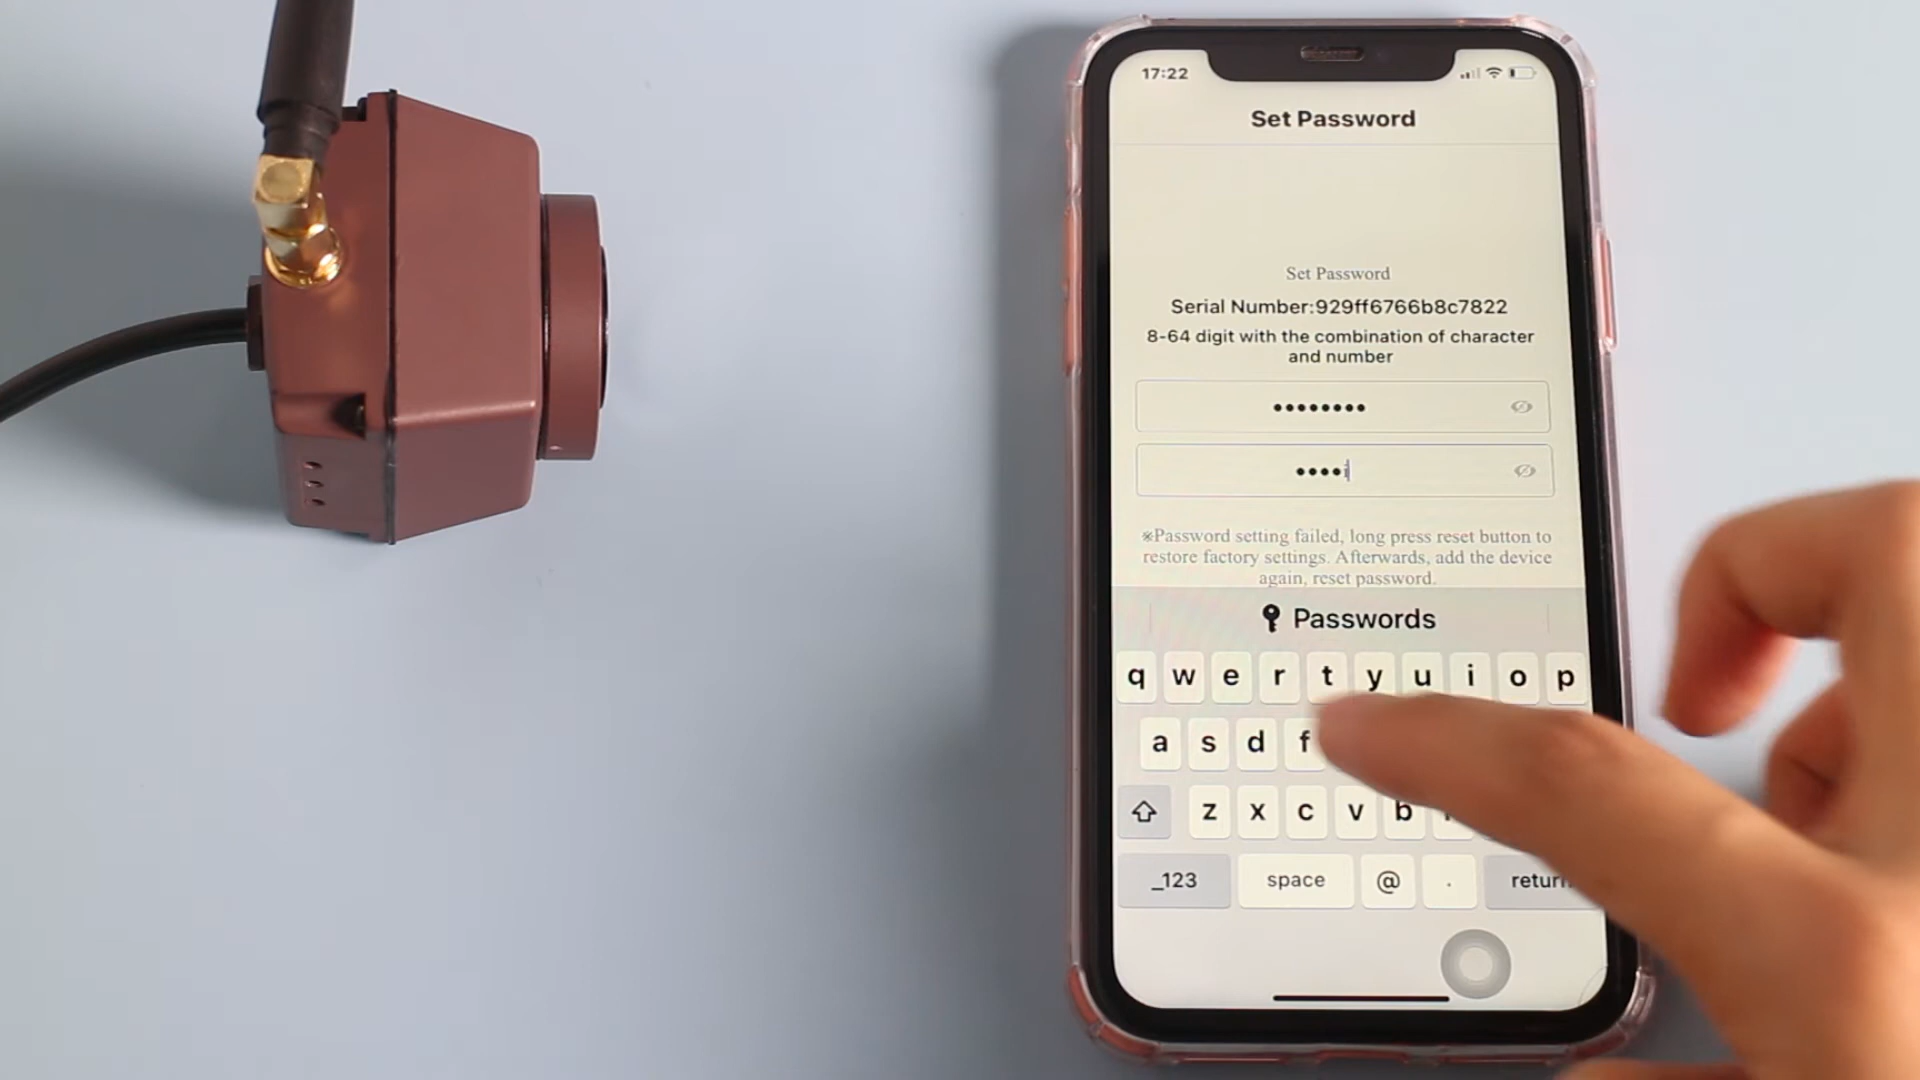 17:22
Set Password
Set Password
Serial Number:929ff6766b8c7822
8-64 digit with the combination of character
and number
••••••••
••••i
※Password setting failed, long press reset button to
restore factory settings. Afterwards, add the device
again, reset password.
Passwords
q w e r t y u i o p
a s d f
z x c v b
_123 space @ . return